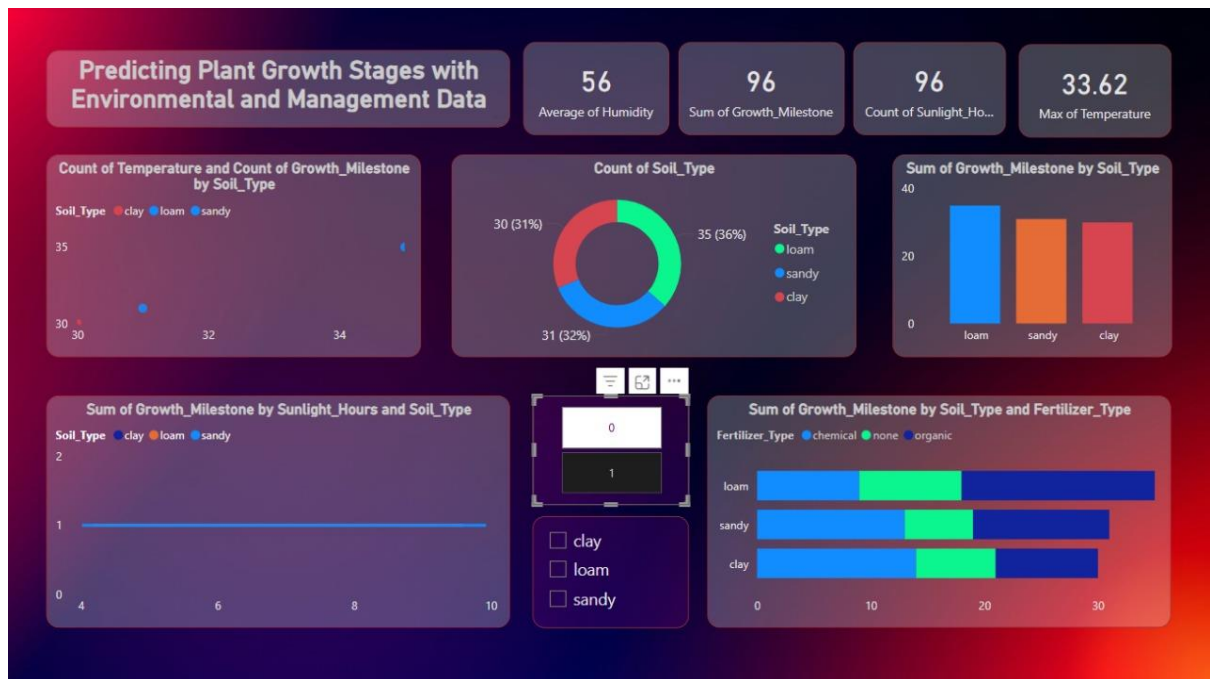 Predicting Plant Growth Stages with
Environmental and Management Data
56
Average of Humidity
96
Sum of Growth_Milestone
96
Count of Sunlight_Ho...
33.62
Max of Temperature
Count of Temperature and Count of Growth_Milestone
by Soil_Type
Soil_Type clay loam sandy
35
30
30 32 34
Count of Soil_Type
30 (31%)
35 (36%)
31 (32%)
Soil_Type
loam
sandy
clay
Sum of Growth_Milestone by Soil_Type
40
20
0
loam sandy clay
Sum of Growth_Milestone by Sunlight_Hours and Soil_Type
Soil_Type clay loam sandy
2
1
0
4 6 8 10
0
1
clay
loam
sandy
Sum of Growth_Milestone by Soil_Type and Fertilizer_Type
Fertilizer_Type chemical none organic
loam
sandy
clay
0 10 20 30